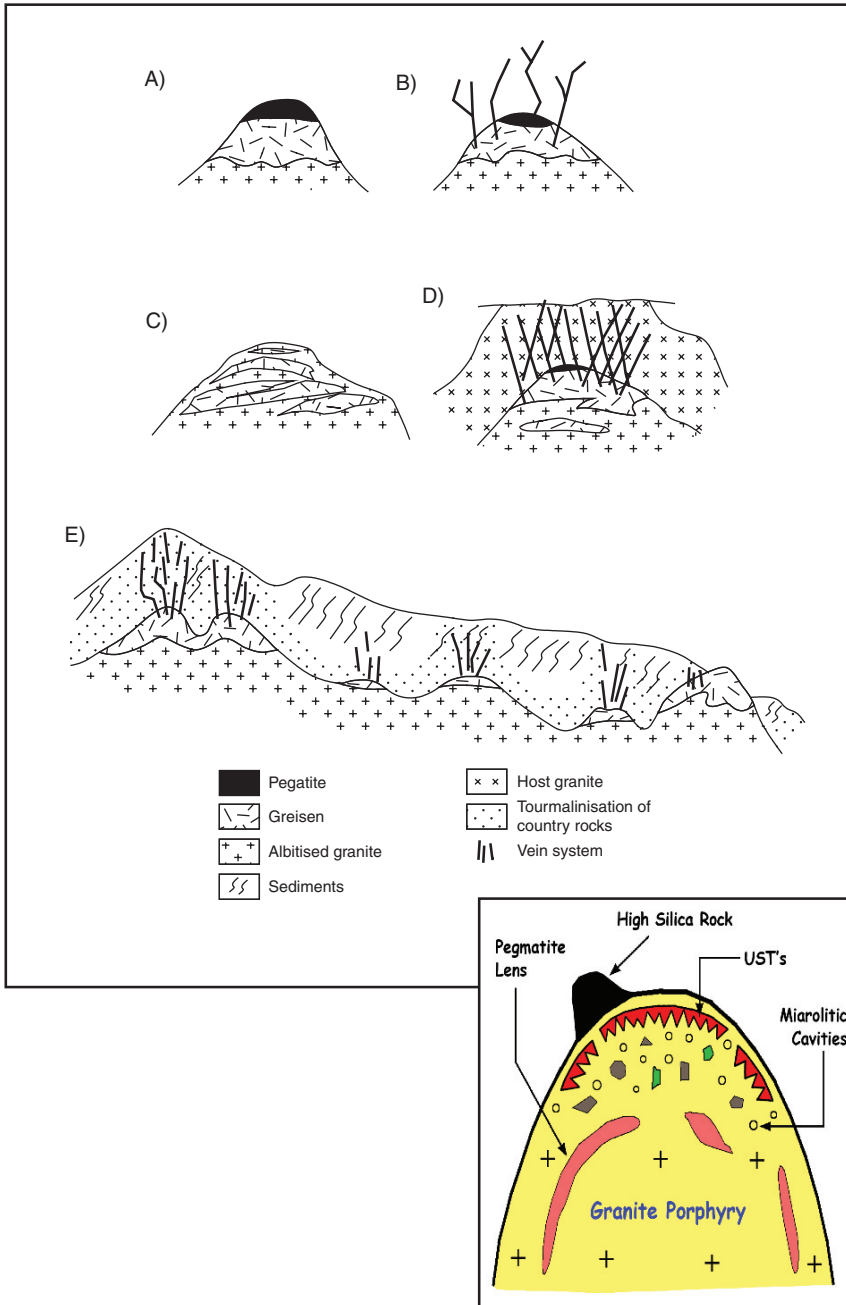 A)
B)
C)
D)
E)
Pegatite
Greisen
Albitised granite
Sediments
Host granite
Tourmalinisation of
country rocks
Vein system
High Silica Rock
Pegmatite
Lens
UST's
Miarolitic
Cavities
Granite Porphyry